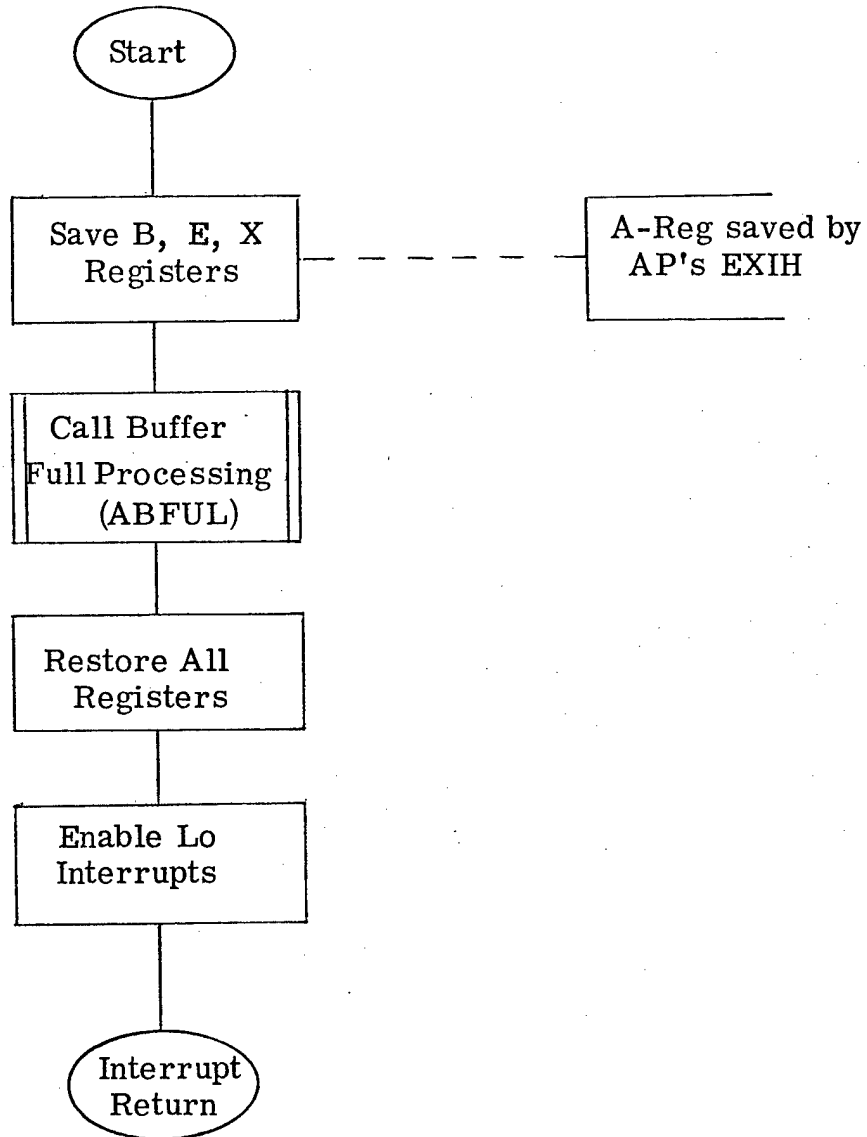 Start
Save B, E, X
Registers
A-Reg saved by
AP's EXIH
Call Buffer
Full Processing
(ABFUL)
Restore All
Registers
Enable Lo
Interrupts
Interrupt
Return